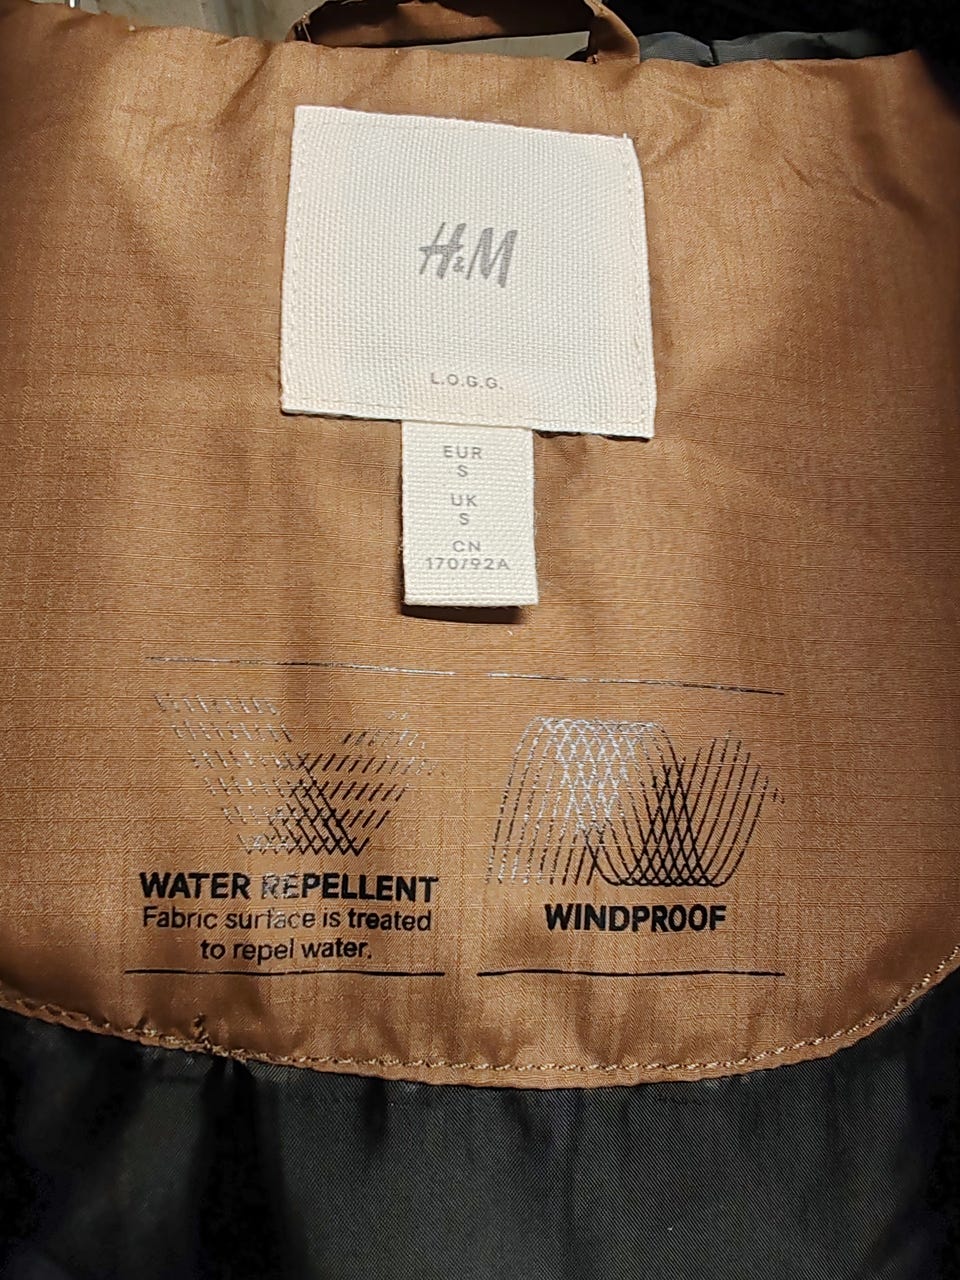 H&M
L.O.G.G.
EUR
S
UK
S
CN
170/92A
WATER REPELLENT
Fabric surface is treated
to repel water.
WINDPROOF